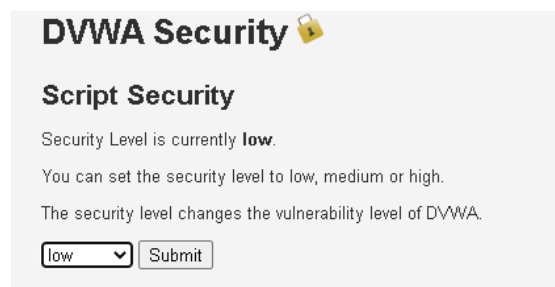 DVWA Security
Script Security
Security Level is currently low.
You can set the security level to low, medium or high.
The security level changes the vulnerability level of DVWA.
low Submit